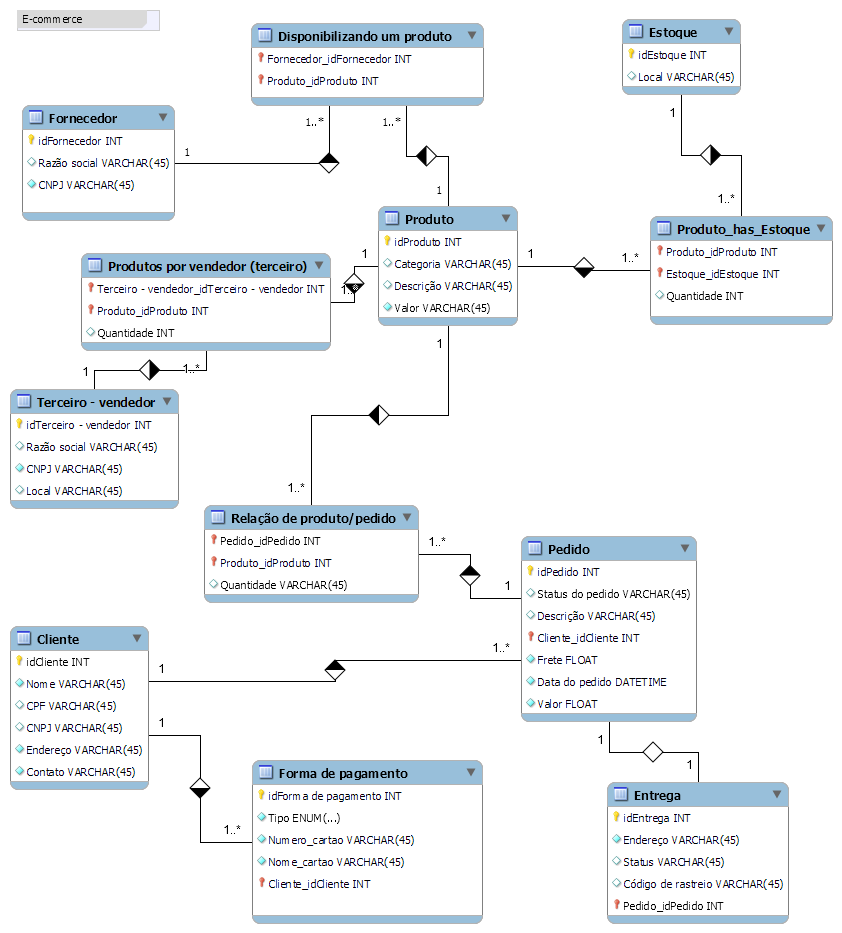 E-commerce
Disponibilizando um produto
Fornecedor_idFornecedor INT
Produto_idProduto INT
Estoque
idEstoque INT
Local VARCHAR(45)
Fornecedor
idFornecedor INT
Razão social VARCHAR(45)
CNPJ VARCHAR(45)
1
1..*
1..*
1
1
1..*
Produto
idProduto INT
Categoria VARCHAR(45)
Descrição VARCHAR(45)
Valor VARCHAR(45)
Produto_has_Estoque
Produto_idProduto INT
Estoque_idEstoque INT
Quantidade INT
1
1..*
Produtos por vendedor (terceiro)
Terceiro - vendedor_idTerceiro - vendedor INT
Produto_idProduto INT
Quantidade INT
1
1..*
1
1..*
Terceiro - vendedor
idTerceiro - vendedor INT
Razão social VARCHAR(45)
CNPJ VARCHAR(45)
Local VARCHAR(45)
1
1..*
Relação de produto/pedido
Pedido_idPedido INT
Produto_idProduto INT
Quantidade VARCHAR(45)
1..*
1
Pedido
idPedido INT
Status do pedido VARCHAR(45)
Descrição VARCHAR(45)
Cliente_idCliente INT
Frete FLOAT
Data do pedido DATETIME
Valor FLOAT
Cliente
idCliente INT
Nome VARCHAR(45)
CPF VARCHAR(45)
CNPJ VARCHAR(45)
Endereço VARCHAR(45)
Contato VARCHAR(45)
1
1..*
1
1..*
Forma de pagamento
idForma de pagamento INT
Tipo ENUM(...)
Numero_cartao VARCHAR(45)
Nome_cartao VARCHAR(45)
Cliente_idCliente INT
1
1
Entrega
idEntrega INT
Endereço VARCHAR(45)
Status VARCHAR(45)
Código de rastreio VARCHAR(45)
Pedido_idPedido INT